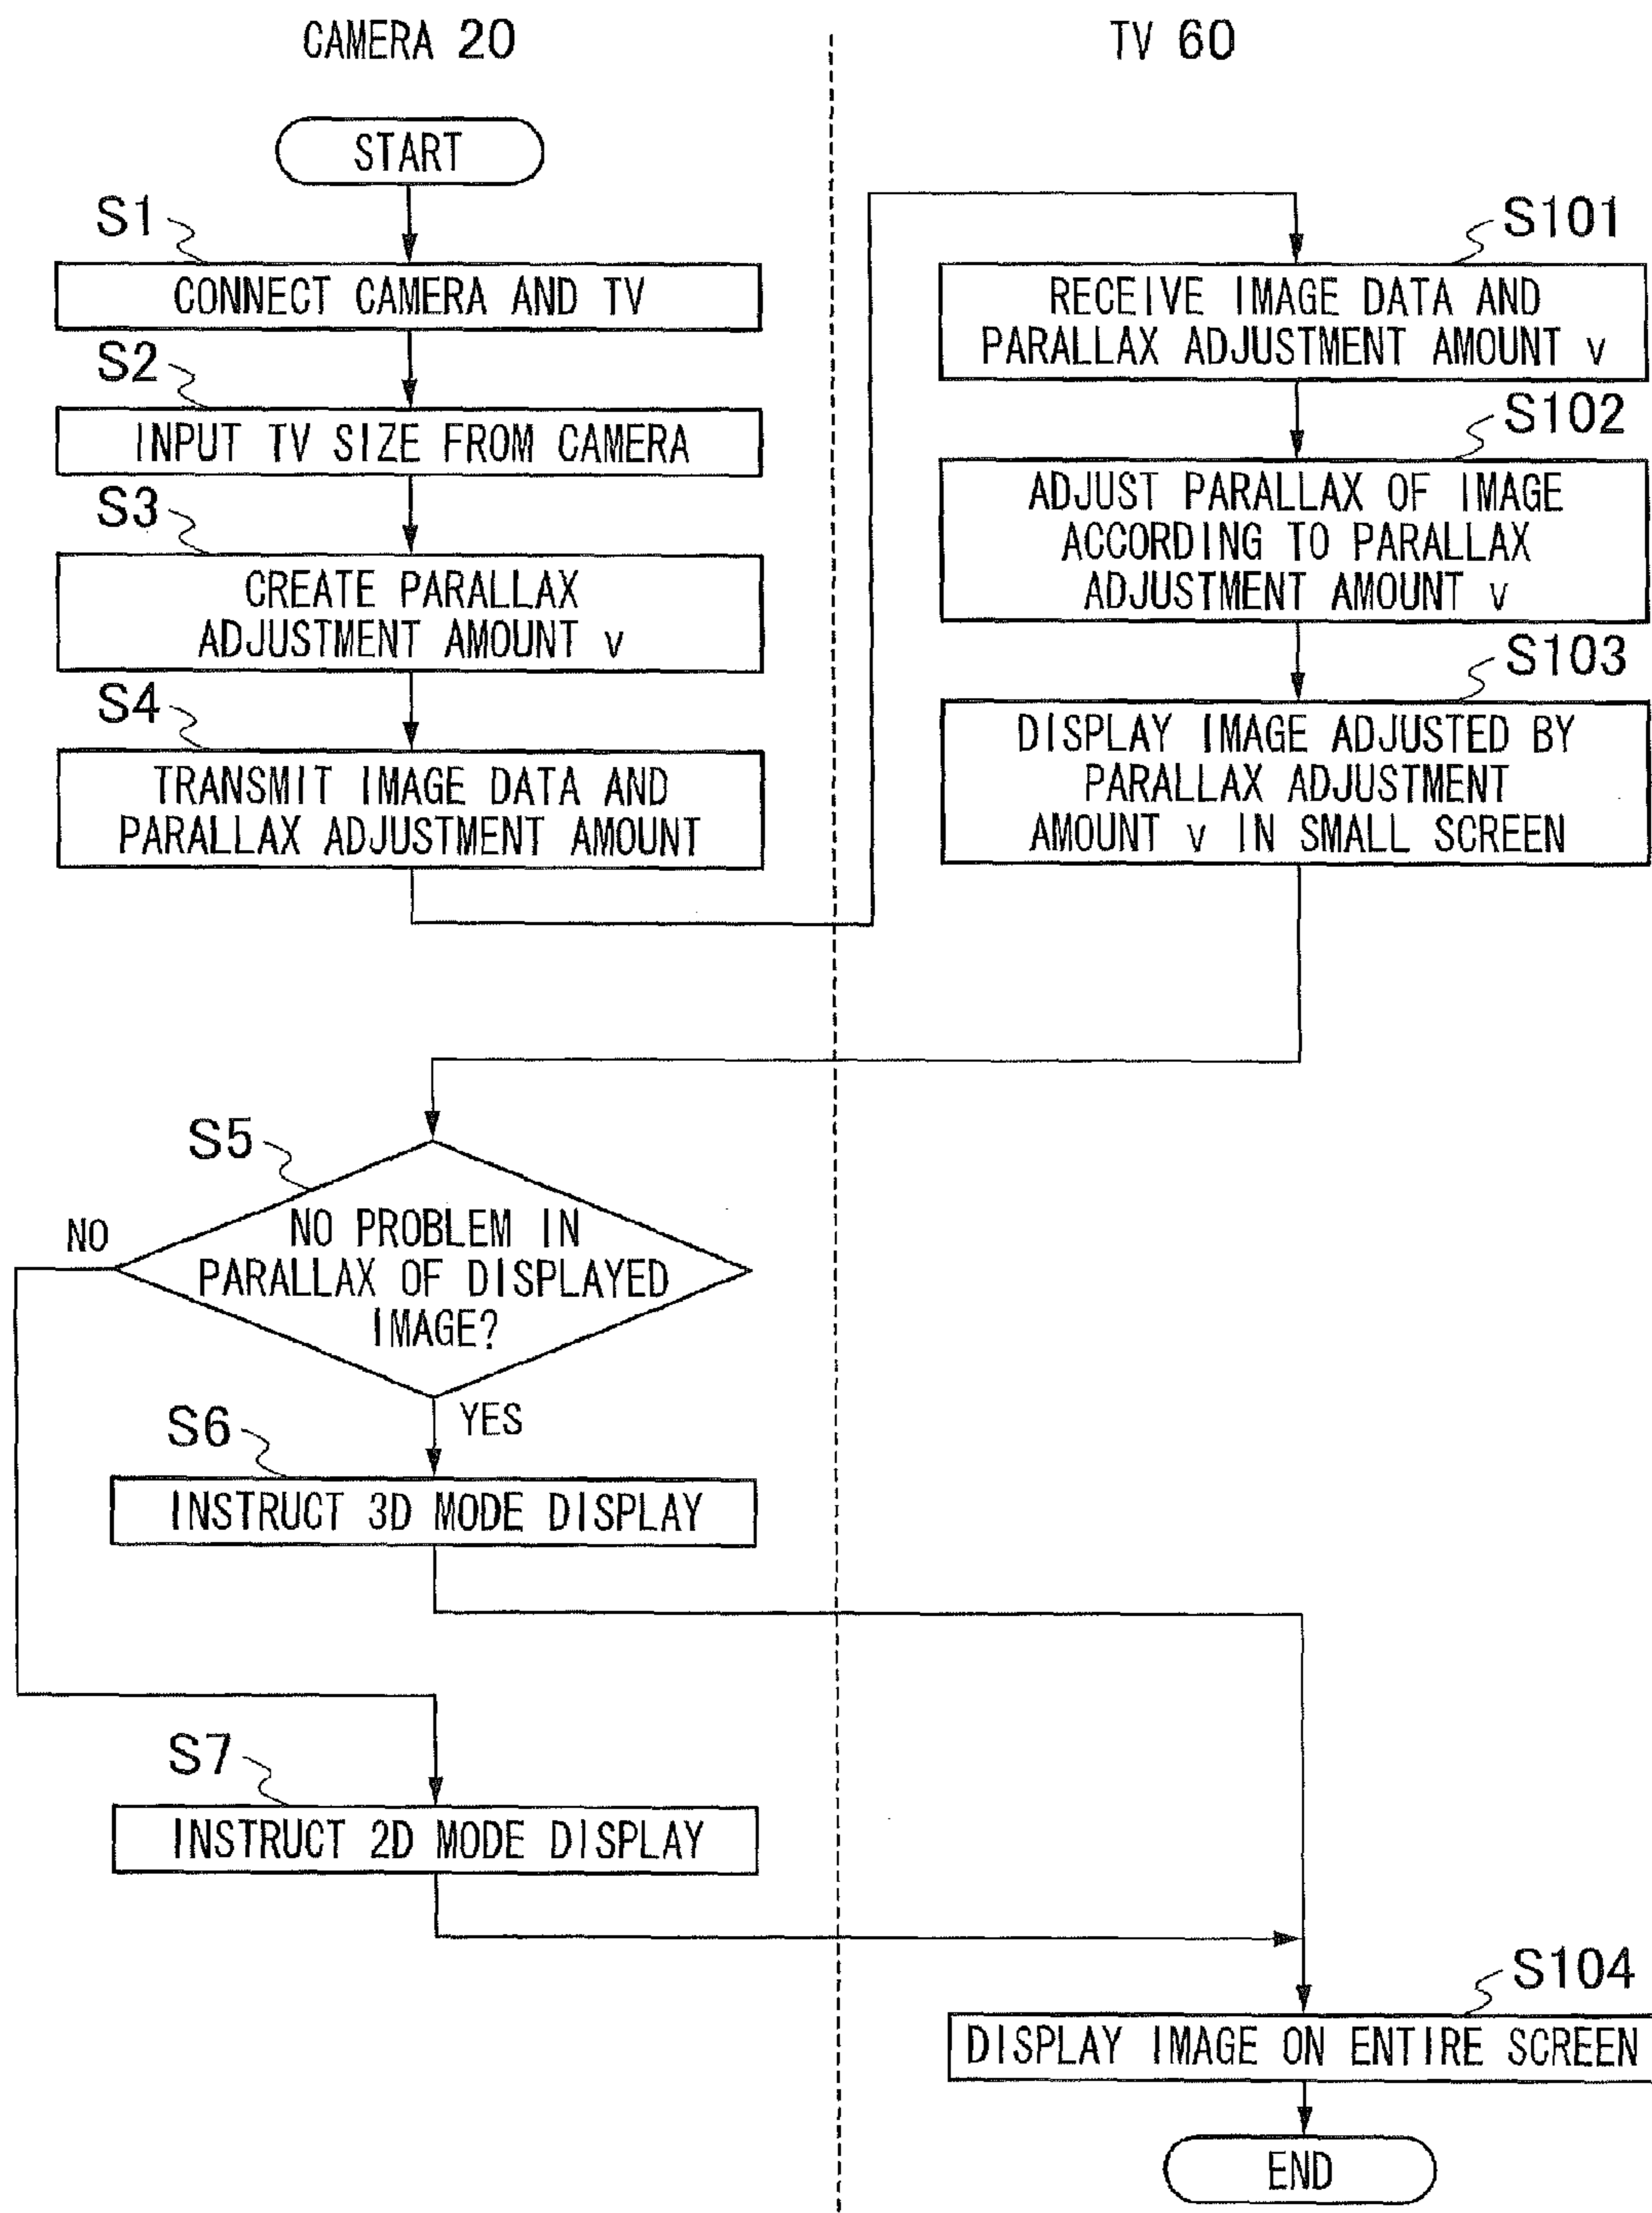 CAMERA 20
START
S1
CONNECT CAMERA AND TV
S2
INPUT TV SIZE FROM CAMERA
S3
CREATE PARALLAX
ADJUSTMENT AMOUNT v
S4
TRANSMIT IMAGE DATA AND
PARALLAX ADJUSTMENT AMOUNT
TV 60
S101
RECEIVE IMAGE DATA AND
PARALLAX ADJUSTMENT AMOUNT v
S102
ADJUST PARALLAX OF IMAGE
ACCORDING TO PARALLAX
ADJUSTMENT AMOUNT v
S103
DISPLAY IMAGE ADJUSTED BY
PARALLAX ADJUSTMENT
AMOUNT v IN SMALL SCREEN
S5
NO PROBLEM IN
PARALLAX OF DISPLAYED
IMAGE?
NO
YES
S6
INSTRUCT 3D MODE DISPLAY
S7
INSTRUCT 2D MODE DISPLAY
S104
DISPLAY IMAGE ON ENTIRE SCREEN
END